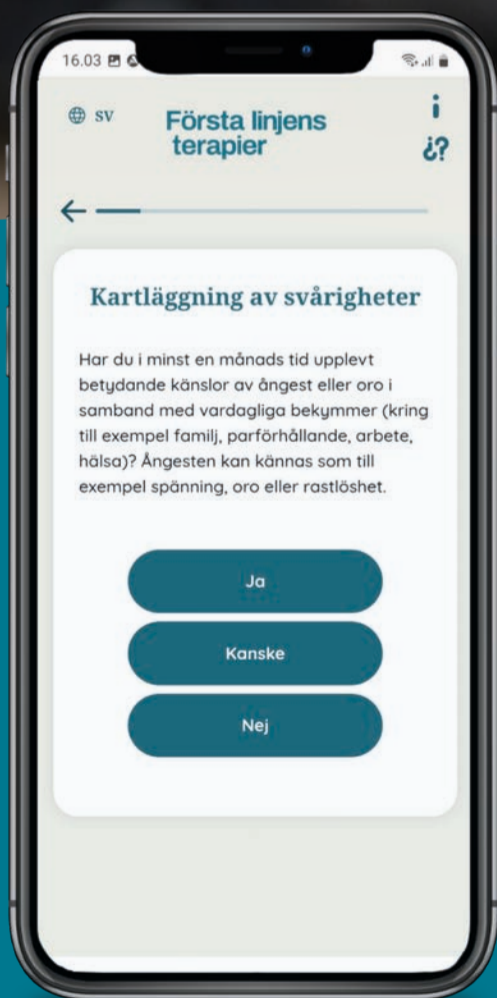 16.03
SV
Första linjens
terapier
i
¿?
Kartläggning av svårigheter
Har du i minst en månads tid upplevt
betydande känslor av ångest eller oro i
samband med vardagliga bekymmer (kring
till exempel familj, parförhållande, arbete,
hälsa)? Ångesten kan kännas som till
exempel spänning, oro eller rastlöshet.
Ja
Kanske
Nej